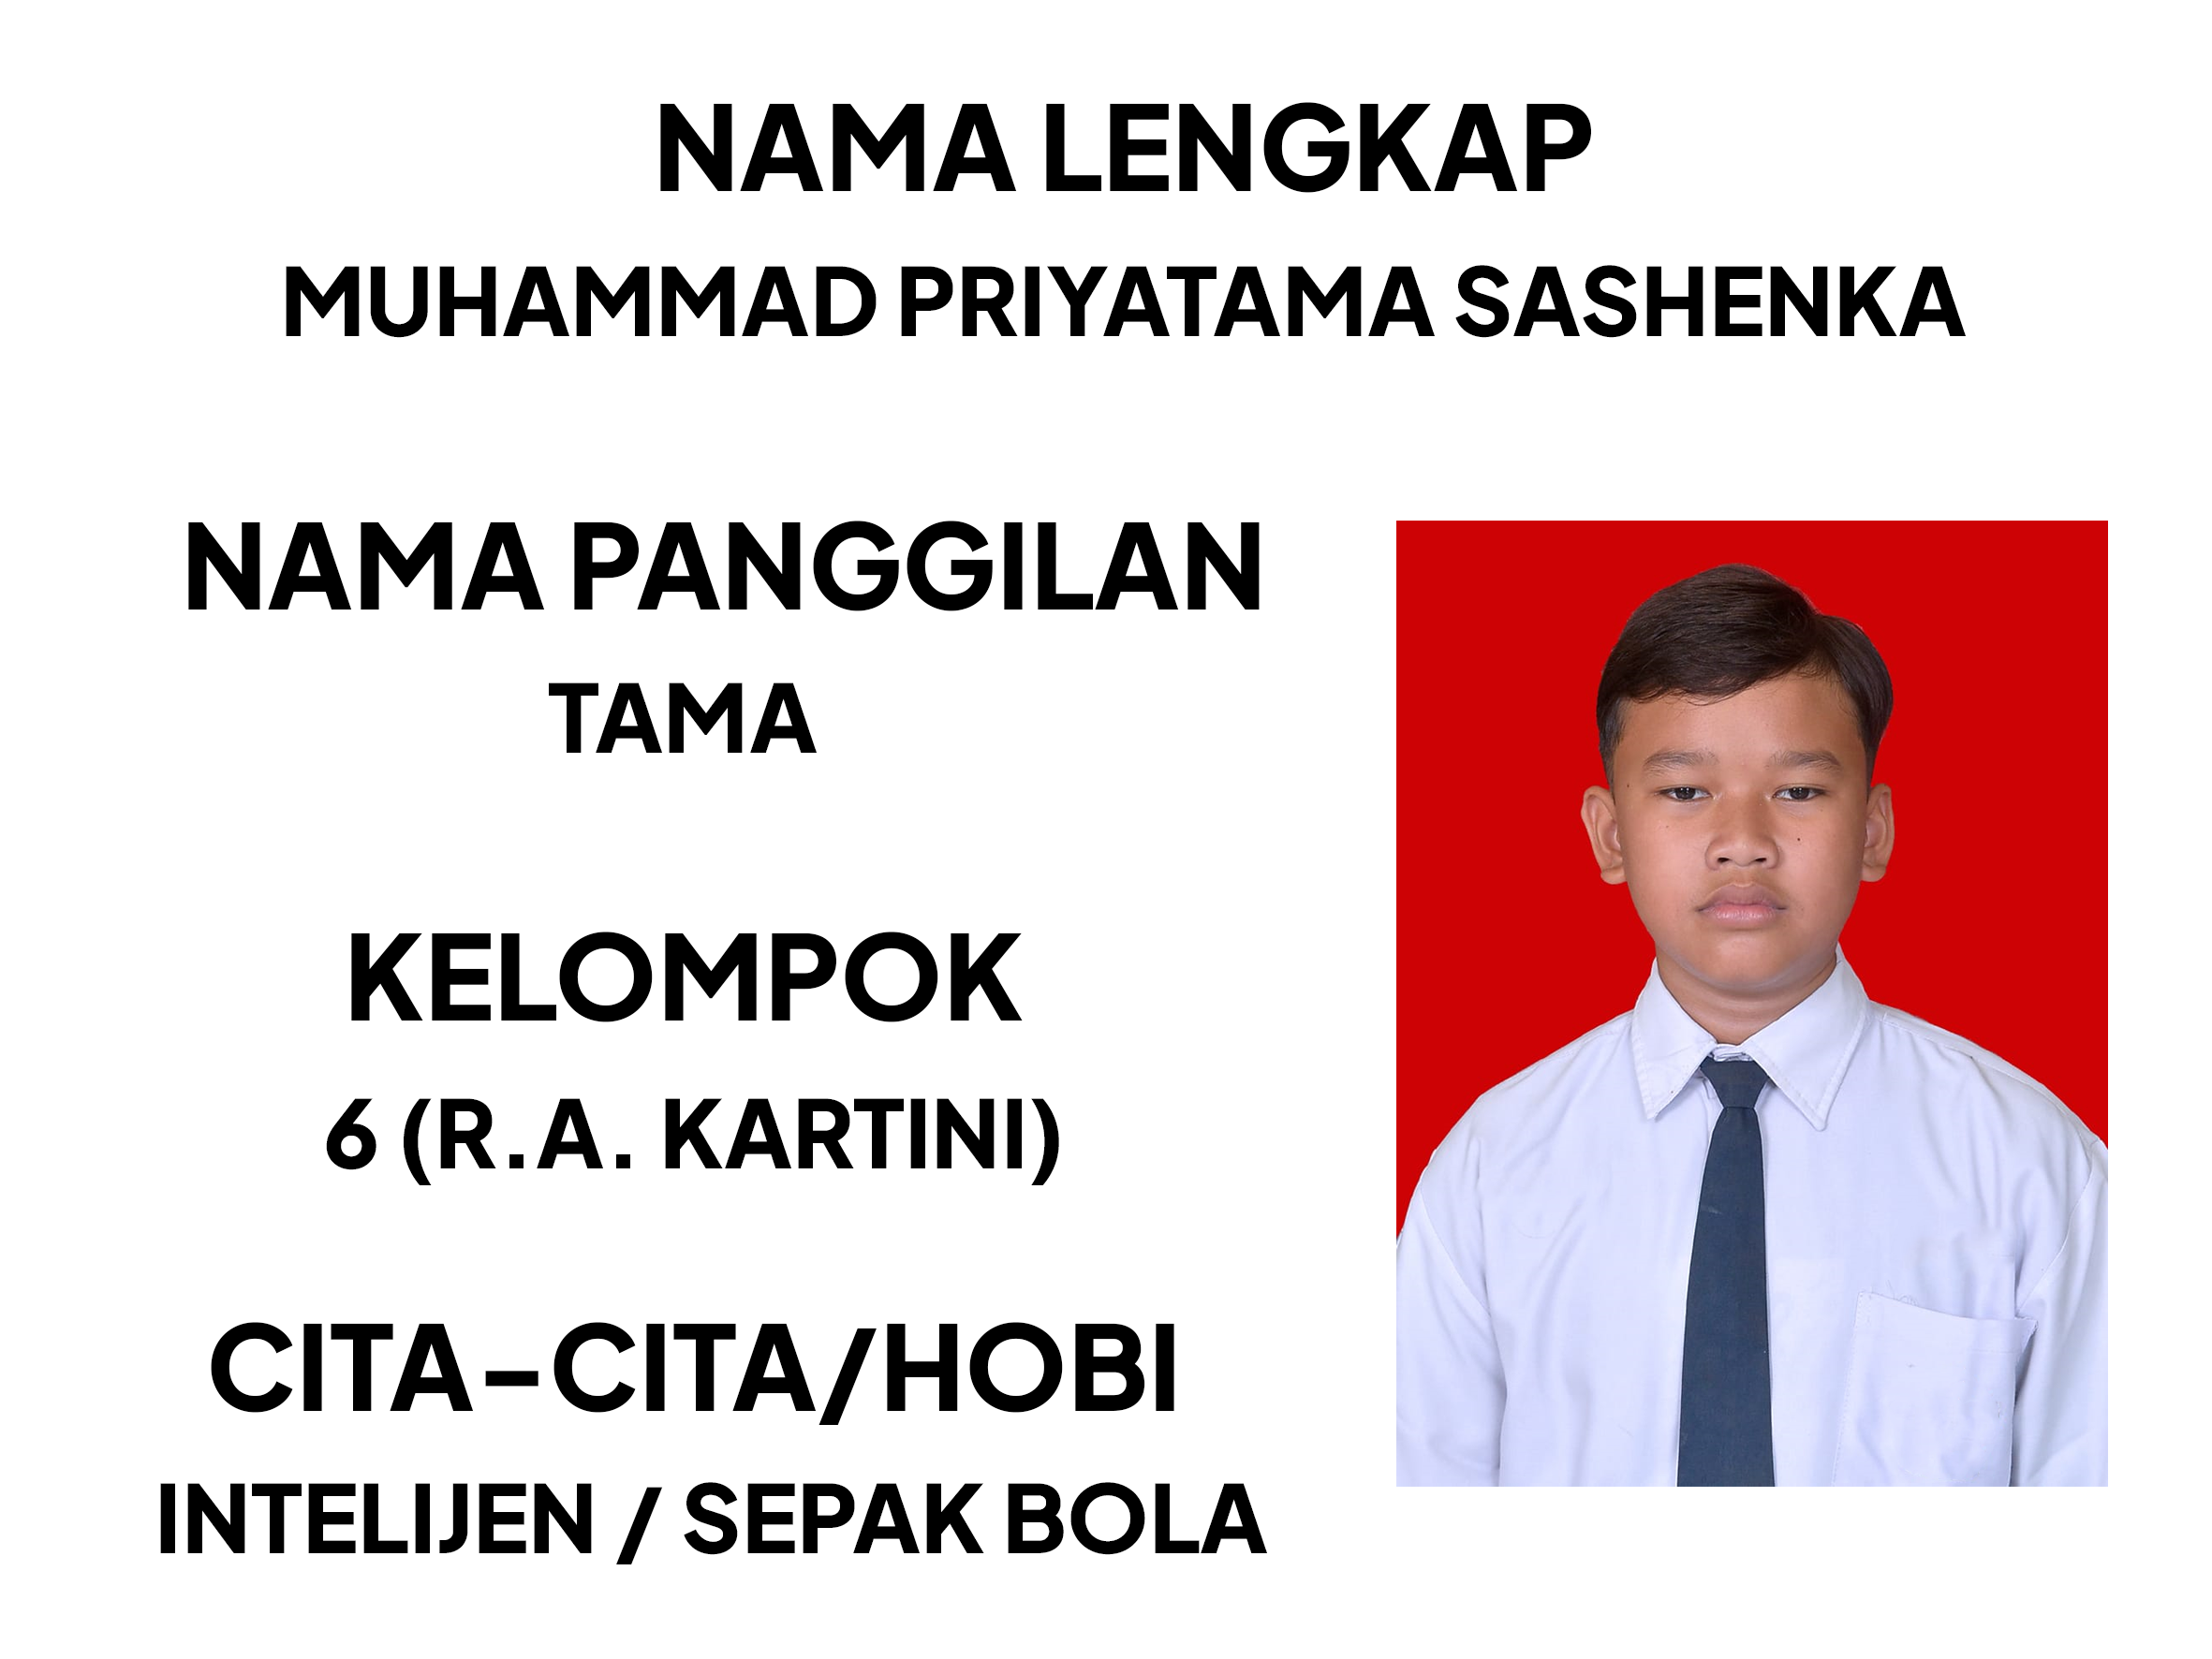 NAMA LENGKAP
MUHAMMAD PRIYATAMA SASHENKA
NAMA PANGGILAN
TAMA
KELOMPOK
6 (R.A. KARTINI)
CITA-CITA/HOBI
INTELIJEN / SEPAK BOLA